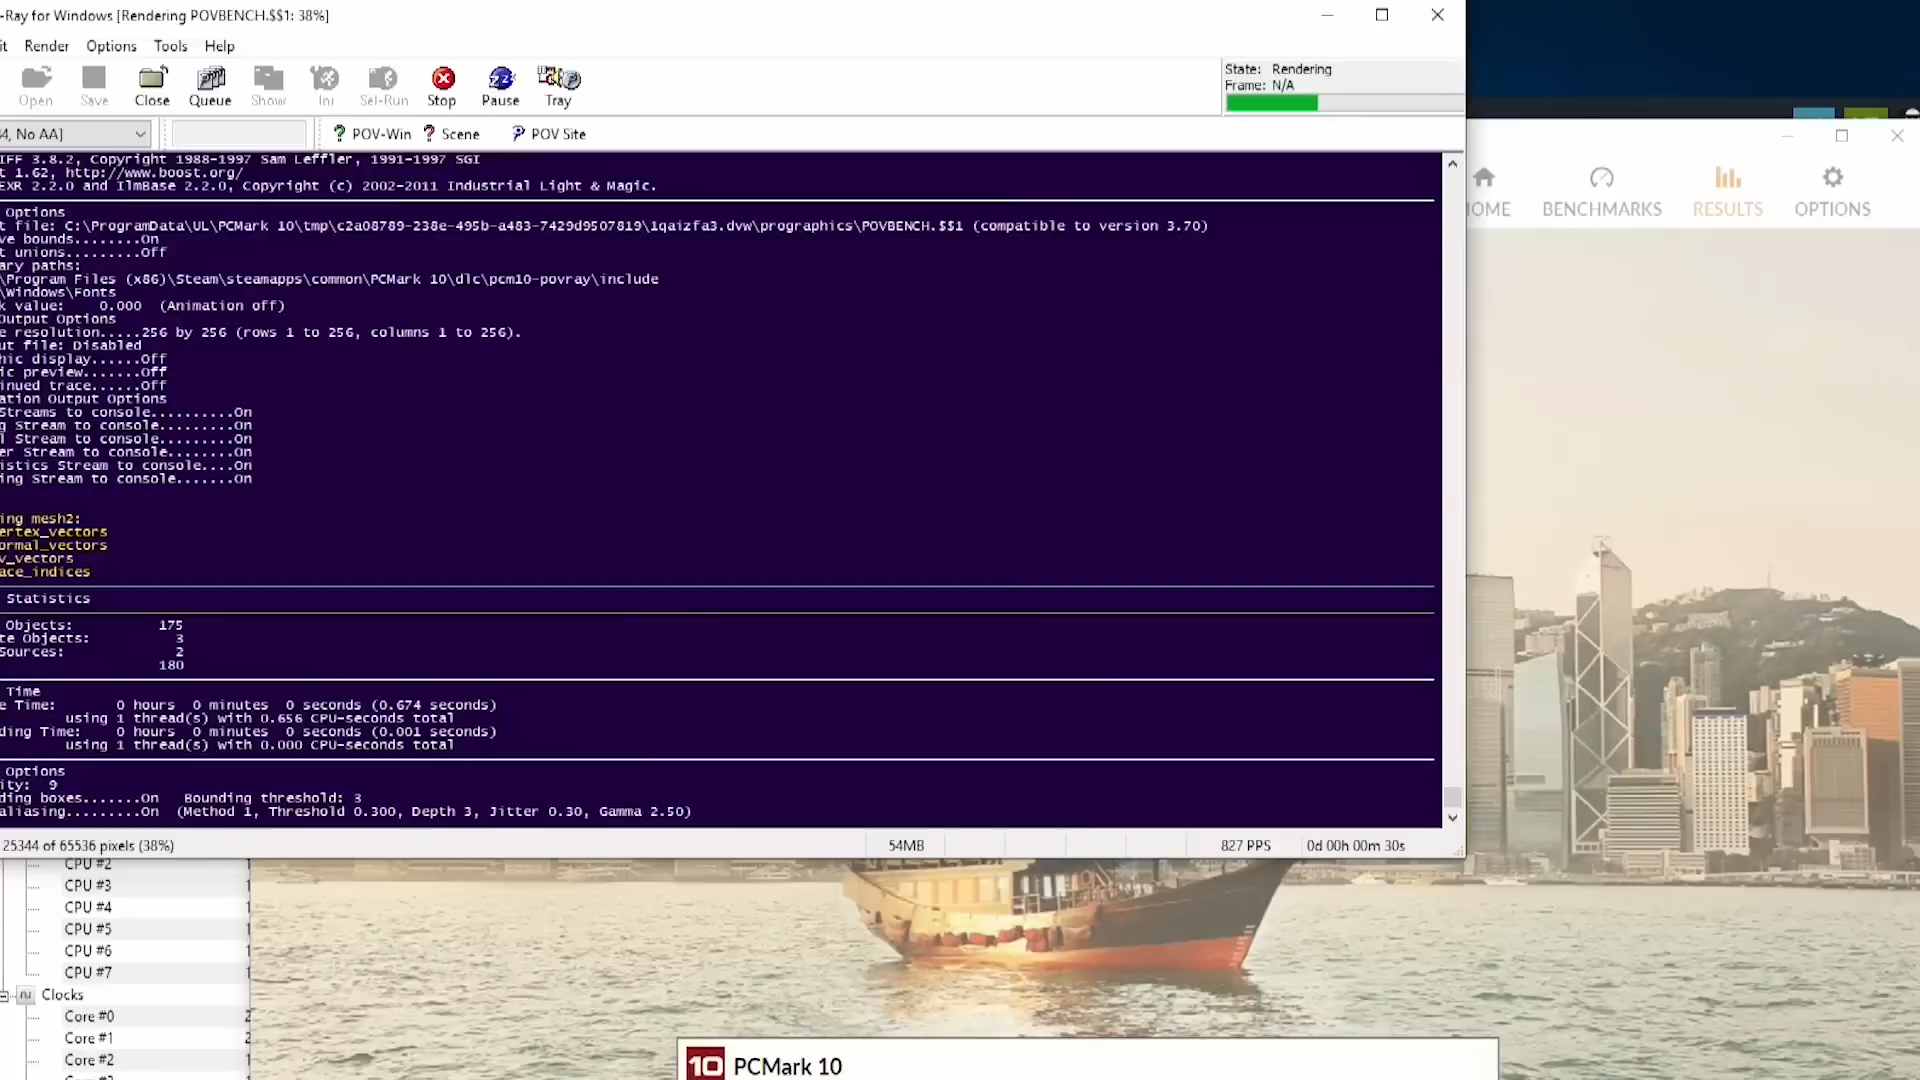 -Ray for Windows [Rendering POVBENCH.$$1: 38%]
it Render Options Tools Help
Open Save Close Queue Show Ini Sel-Run Stop Pause Tray
State: Rendering
Frame: N/A
4, No AA]
POV-Win Scene POV Site
IFF 3.8.2, Copyright 1988-1997 Sam Leffler, 1991-1997 SGI
t 1.62, http://www.boost.org/
EXR 2.2.0 and IlmBase 2.2.0, Copyright (c) 2002-2011 Industrial Light & Magic.
Options
t file: C:\ProgramData\UL\PCMark 10\tmp\c2a08789-238e-495b-a483-7429d9507819\1qaizfa3.dvw\prographics\POVBENCH.$$1 (compatible to version 3.70)
ve bounds........On
t unions.........Off
ary paths:
\Program Files (x86)\Steam\steamapps\common\PCMark 10\dlc\pcm10-povray\include
\Windows\Fonts
k value:    0.000  (Animation off)
Output Options
e resolution.....256 by 256 (rows 1 to 256, columns 1 to 256).
ut file: Disabled
hic display......Off
ic preview.......Off
inued trace......Off
ation Output Options
Streams to console..........On
g Stream to console.........On
l Stream to console.........On
er Stream to console........On
istics Stream to console....On
ing Stream to console.......On
ing mesh2:
ertex_vectors
ormal_vectors
v_vectors
ace_indices
Statistics
Objects: 175
te Objects: 3
Sources: 2
180
Time
e Time: 0 hours 0 minutes 0 seconds (0.674 seconds)
using 1 thread(s) with 0.656 CPU-seconds total
ding Time: 0 hours 0 minutes 0 seconds (0.001 seconds)
using 1 thread(s) with 0.000 CPU-seconds total
Options
ity: 9
ding boxes.......On   Bounding threshold: 3
aliasing.........On  (Method 1, Threshold 0.300, Depth 3, Jitter 0.30, Gamma 2.50)
25344 of 65536 pixels (38%) 54MB 827 PPS 0d 00h 00m 30s
OME BENCHMARKS RESULTS OPTIONS
CPU #2
CPU #3
CPU #4
CPU #5
CPU #6
CPU #7
Clocks
Core #0
Core #1
Core #2
10 PCMark 10